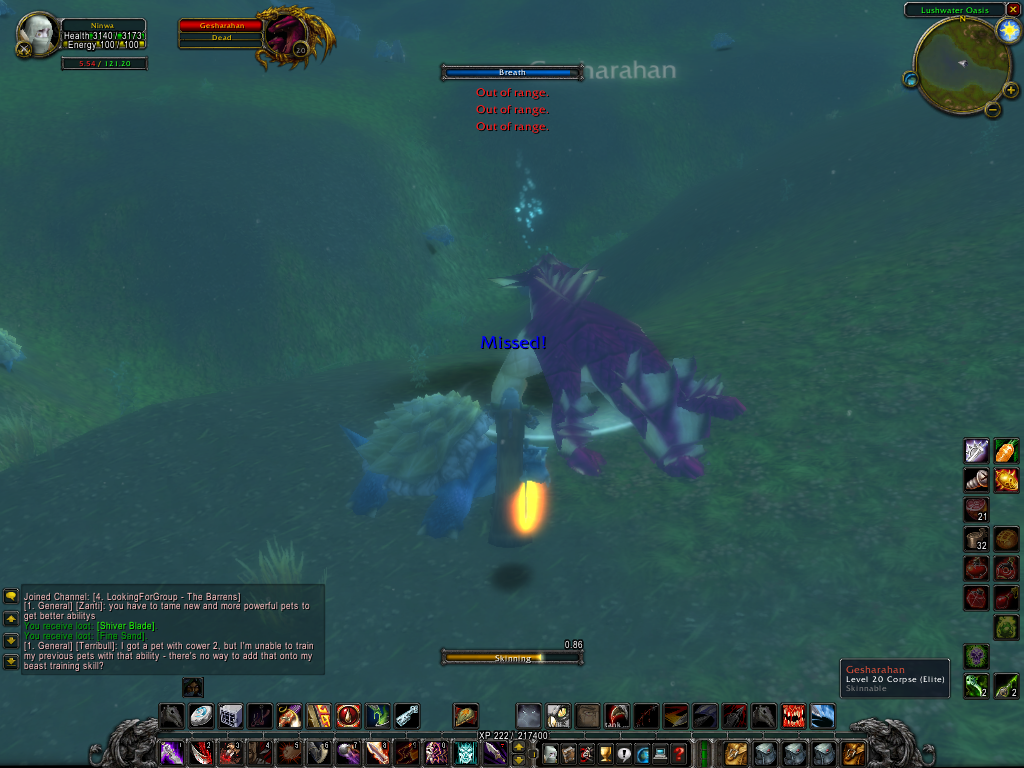 Ninwa
Health 3140 / 3173
Energy 100 / 100
5.54 / 121.20
Gesharahan
Dead
20
Lushwater Oasis
N
Breath
Gesharahan
Out of range.
Out of range.
Out of range.
Missed!
21
32
Joined Channel: [4. LookingForGroup - The Barrens]
[1. General] [Zanti]: you have to tame new and more powerful pets to
get better abilitys
You receive loot: [Shiver Blade].
You receive loot: [Fine Sand].
[1. General] [Terribull]: I got a pet with cower 2, but I'm unable to train
my previous pets with that ability - there's no way to add that onto my
beast training skill?
0.86
Skinning
Gesharahan
Level 20 Corpse (Elite)
Skinnable
2
2
tank
XP 222 / 217400